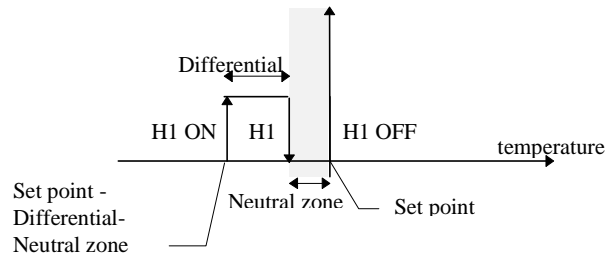 Differential
H1 ON
H1
H1 OFF
temperature
Set point -
Differential-
Neutral zone
Neutral zone
Set point